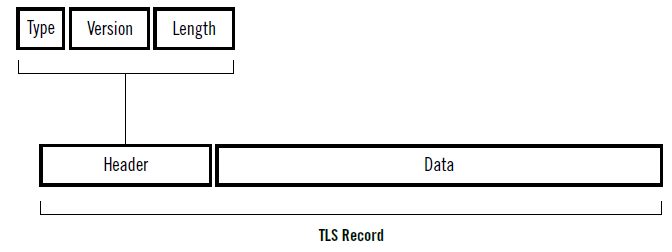 Type Version Length
Header Data
TLS Record